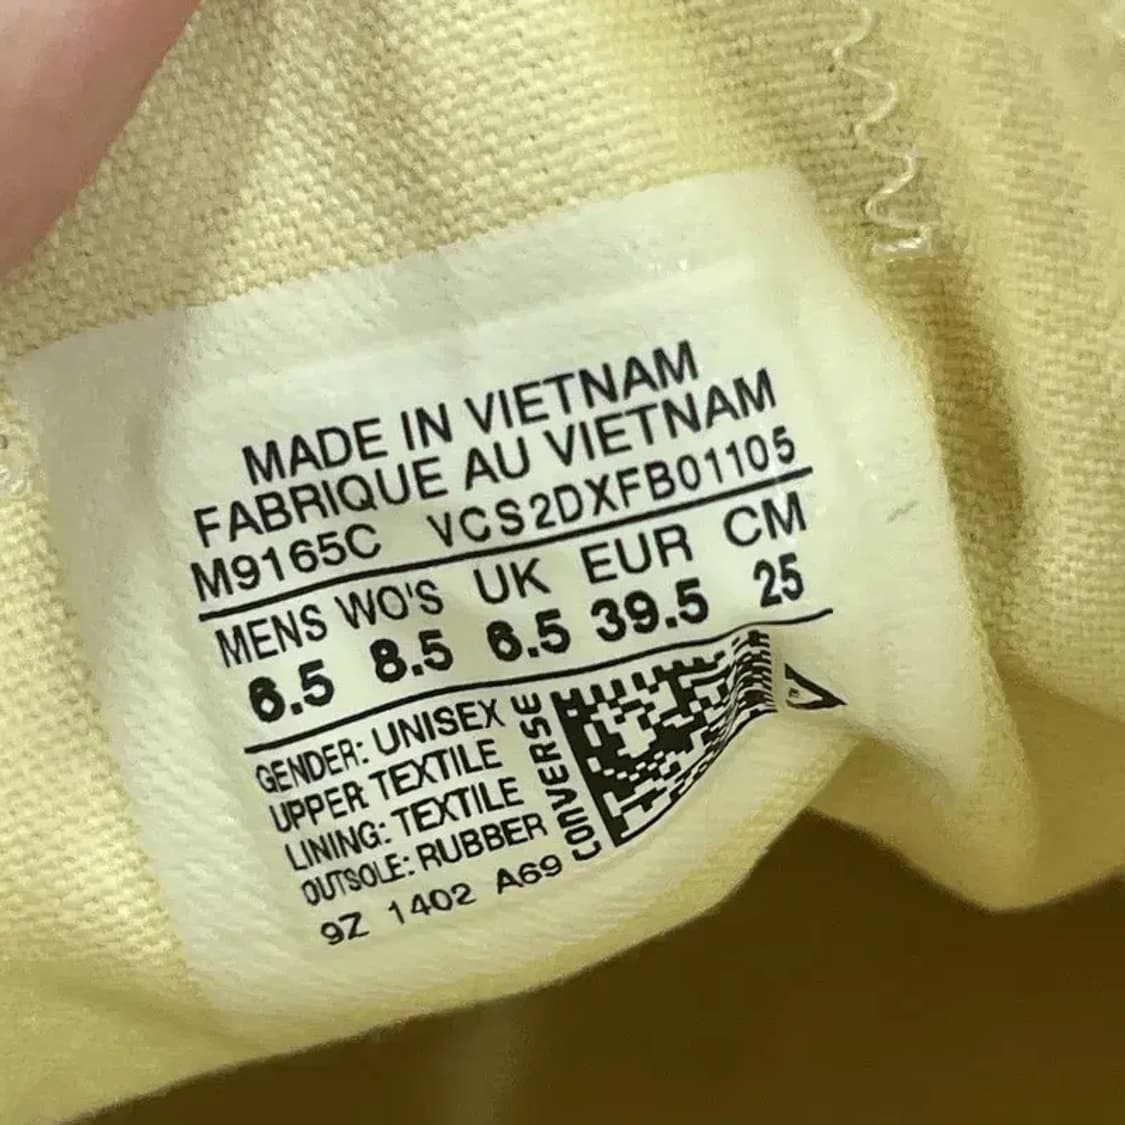 MADE IN VIETNAM
FABRIQUE AU VIETNAM
M9165C VCS2DXFB01105
MENS WO'S UK EUR CM
6.5 8.5 6.5 39.5 25
GENDER: UNISEX
UPPER TEXTILE
LINING: TEXTILE
OUTSOLE: RUBBER
9Z 1402 A69
CONVERSE